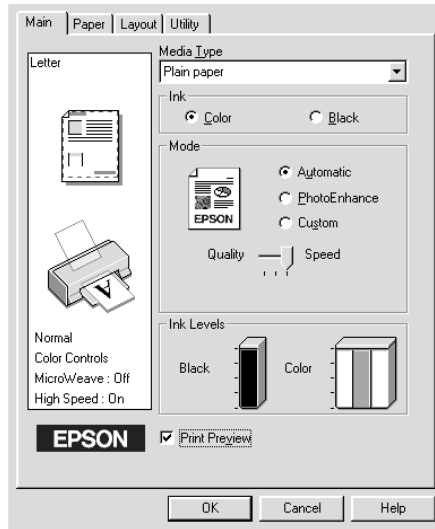 Main Paper Layout Utility
Letter
Media Type
Plain paper
Ink
Color Black
Mode
EPSON
Automatic
PhotoEnhance
Custom
Quality Speed
A
Normal
Color Controls
MicroWeave : Off
High Speed : On
Ink Levels
Black Color
EPSON
Print Preview
OK Cancel Help